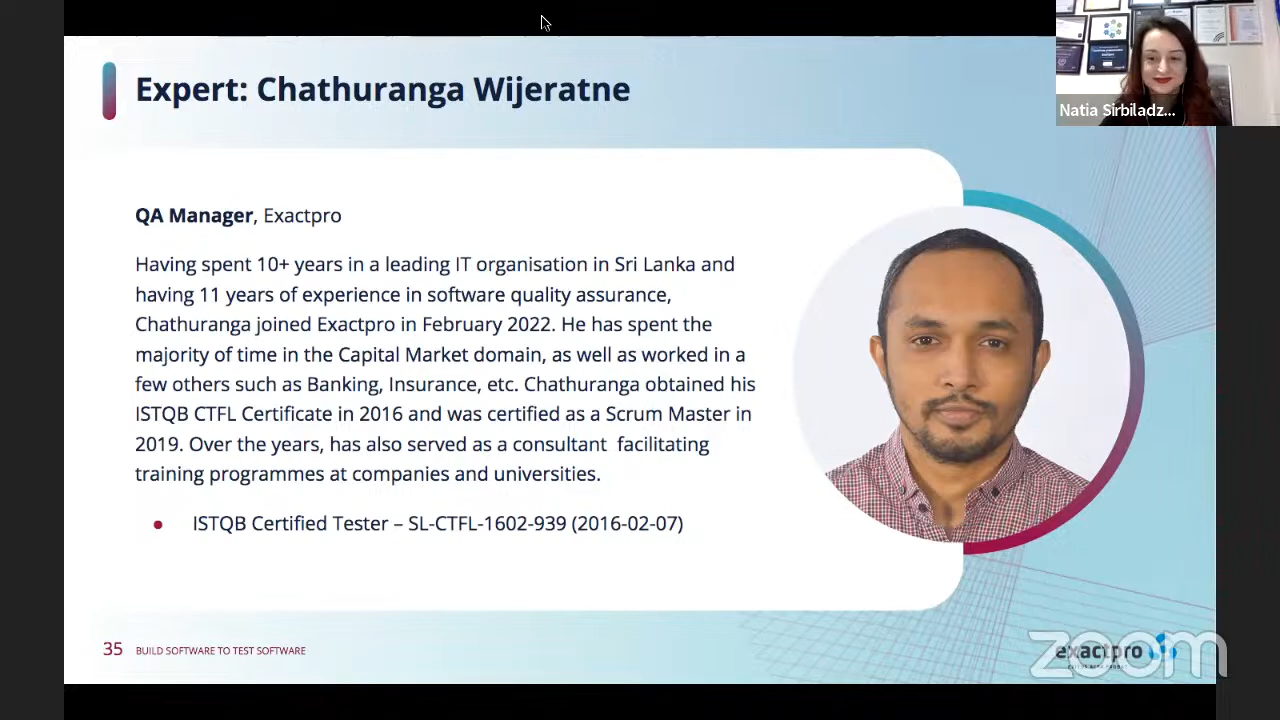 Expert: Chathuranga Wijeratne
Natia Sirbiladz...
QA Manager, Exactpro
Having spent 10+ years in a leading IT organisation in Sri Lanka and
having 11 years of experience in software quality assurance,
Chathuranga joined Exactpro in February 2022. He has spent the
majority of time in the Capital Market domain, as well as worked in a
few others such as Banking, Insurance, etc. Chathuranga obtained his
ISTQB CTFL Certificate in 2016 and was certified as a Scrum Master in
2019. Over the years, has also served as a consultant  facilitating
training programmes at companies and universities.
● ISTQB Certified Tester – SL-CTFL-1602-939 (2016-02-07)
35 BUILD SOFTWARE TO TEST SOFTWARE
exactpro
zoom